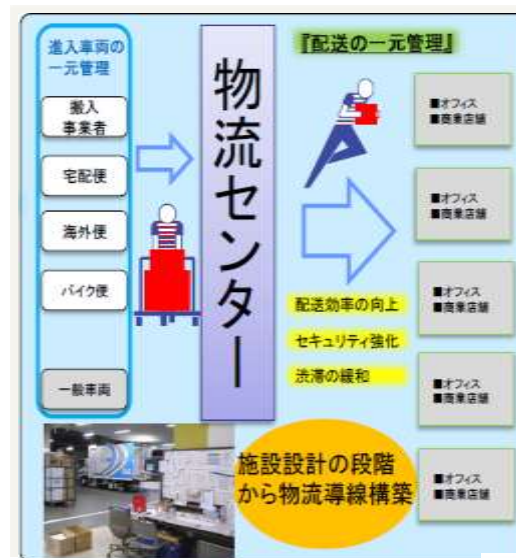 進入車両の
一元管理
搬入
事業者
宅配便
海外便
バイク便
一般車両
物流センター
『配送の一元管理』
配送効率の向上
セキュリティ強化
渋滞の緩和
■オフィス
■商業店舗
■オフィス
■商業店舗
■オフィス
■商業店舗
■オフィス
■商業店舗
■オフィス
■商業店舗
施設設計の段階
から物流導線構築